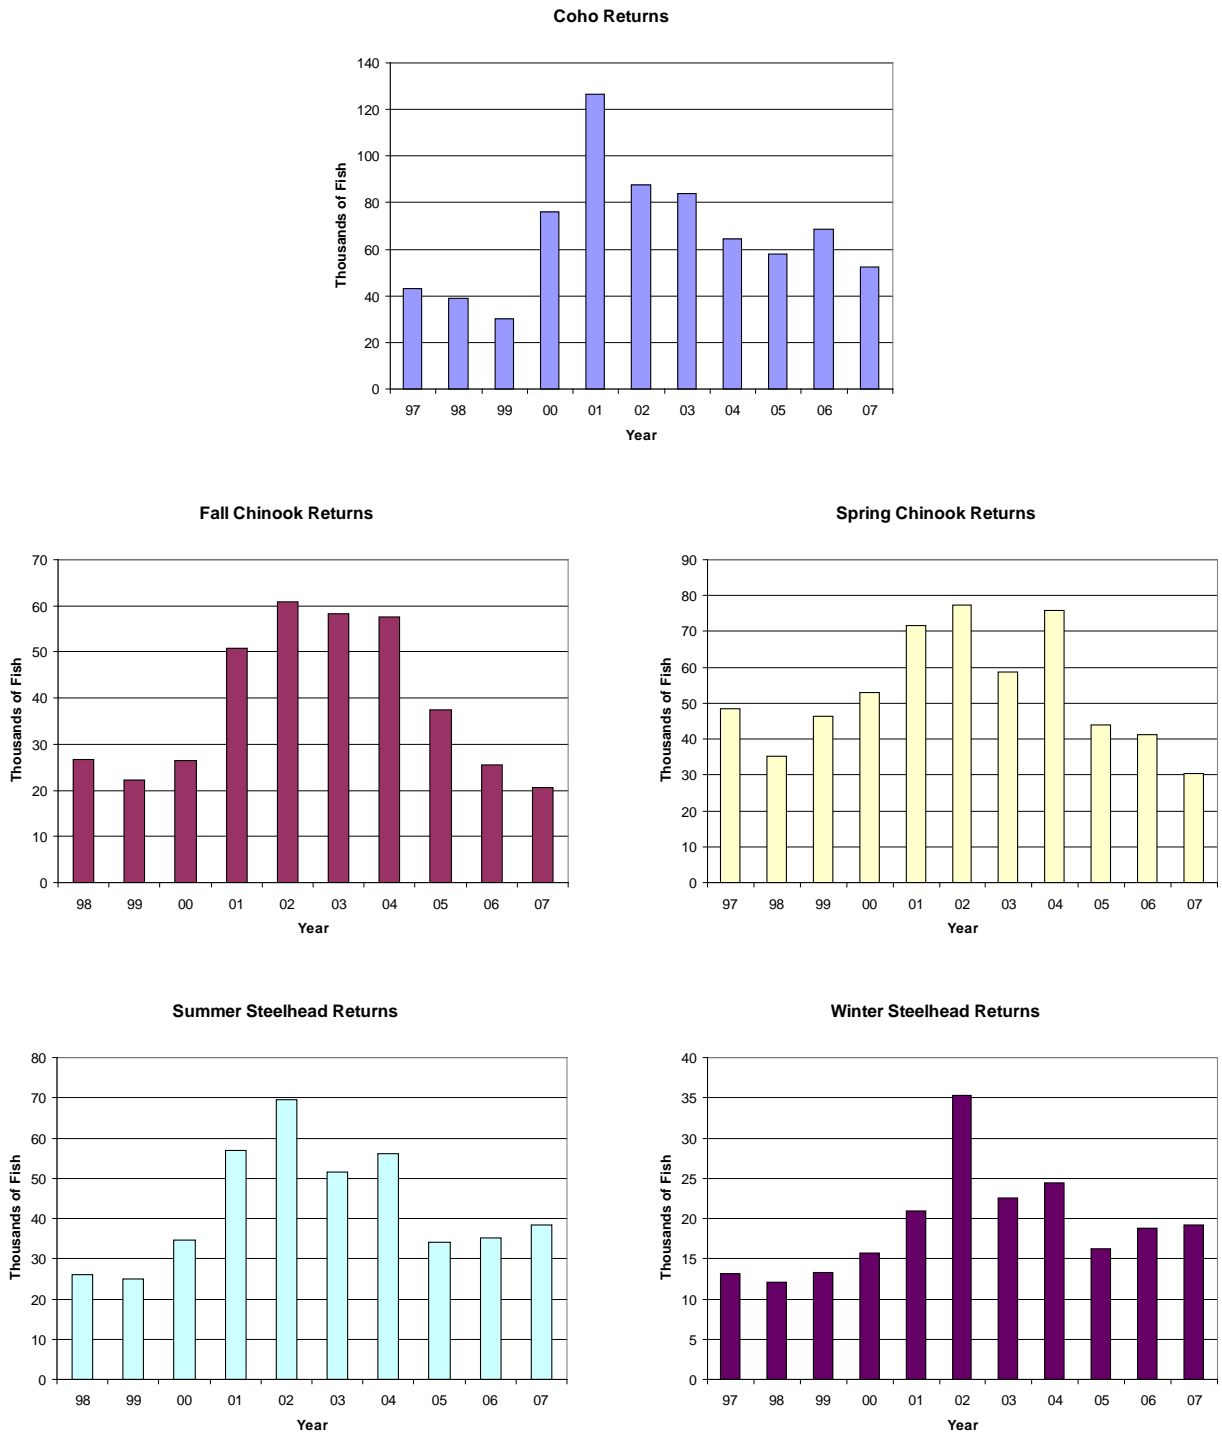 Coho Returns
140
120
100
80
60
40
20
0
Thousands of Fish
97 98 99 00 01 02 03 04 05 06 07
Year
Fall Chinook Returns
70
60
50
40
30
20
10
0
Thousands of Fish
98 99 00 01 02 03 04 05 06 07
Year
Spring Chinook Returns
90
80
70
60
50
40
30
20
10
0
Thousands of Fish
97 98 99 00 01 02 03 04 05 06 07
Year
Summer Steelhead Returns
80
70
60
50
40
30
20
10
0
Thousands of Fish
98 99 00 01 02 03 04 05 06 07
Year
Winter Steelhead Returns
40
35
30
25
20
15
10
5
0
Thousands of Fish
97 98 99 00 01 02 03 04 05 06 07
Year